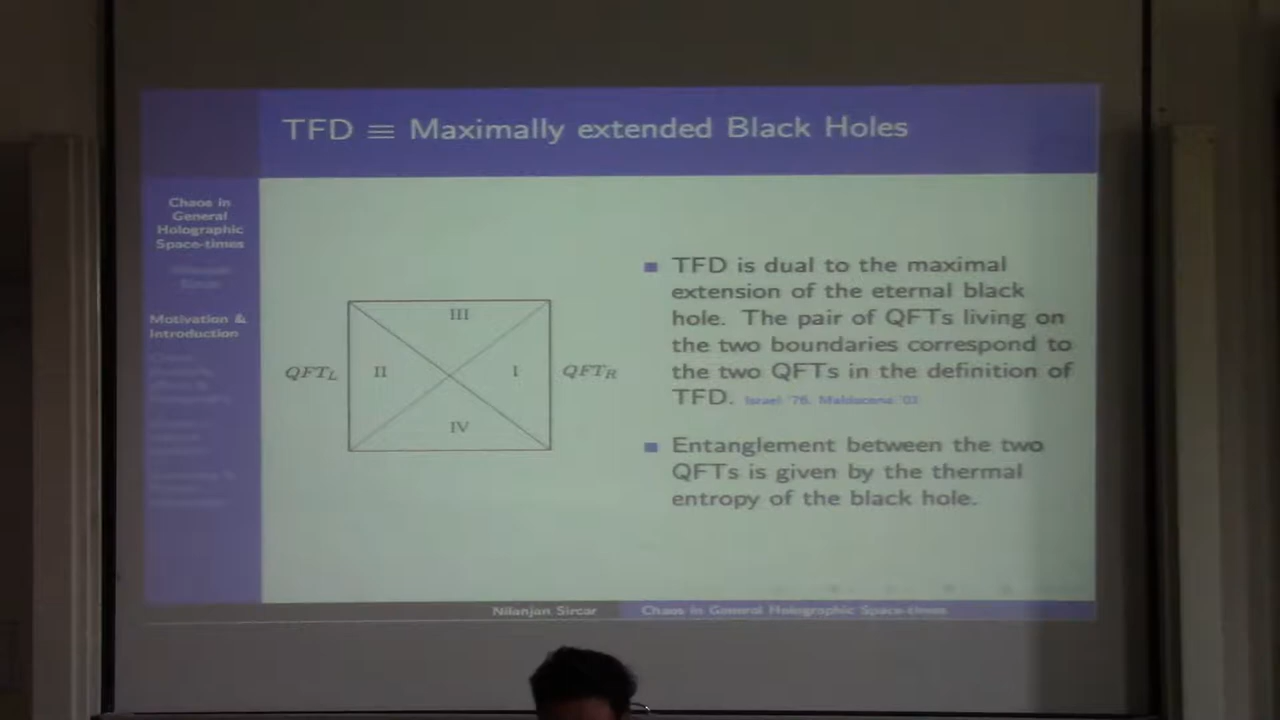 TFD ≡ Maximally extended Black Holes
Chaos in
General
Holographic
Space-times
Nilanjan
Sircar
Motivation &
Introduction
III
QFT_L
II
I
QFT_R
IV
■ TFD is dual to the maximal
extension of the eternal black
hole. The pair of QFTs living on
the two boundaries correspond to
the two QFTs in the definition of
TFD. Israel '76, Maldacena '03
■ Entanglement between the two
QFTs is given by the thermal
entropy of the black hole.
Nilanjan Sircar
Chaos in General Holographic Space-times